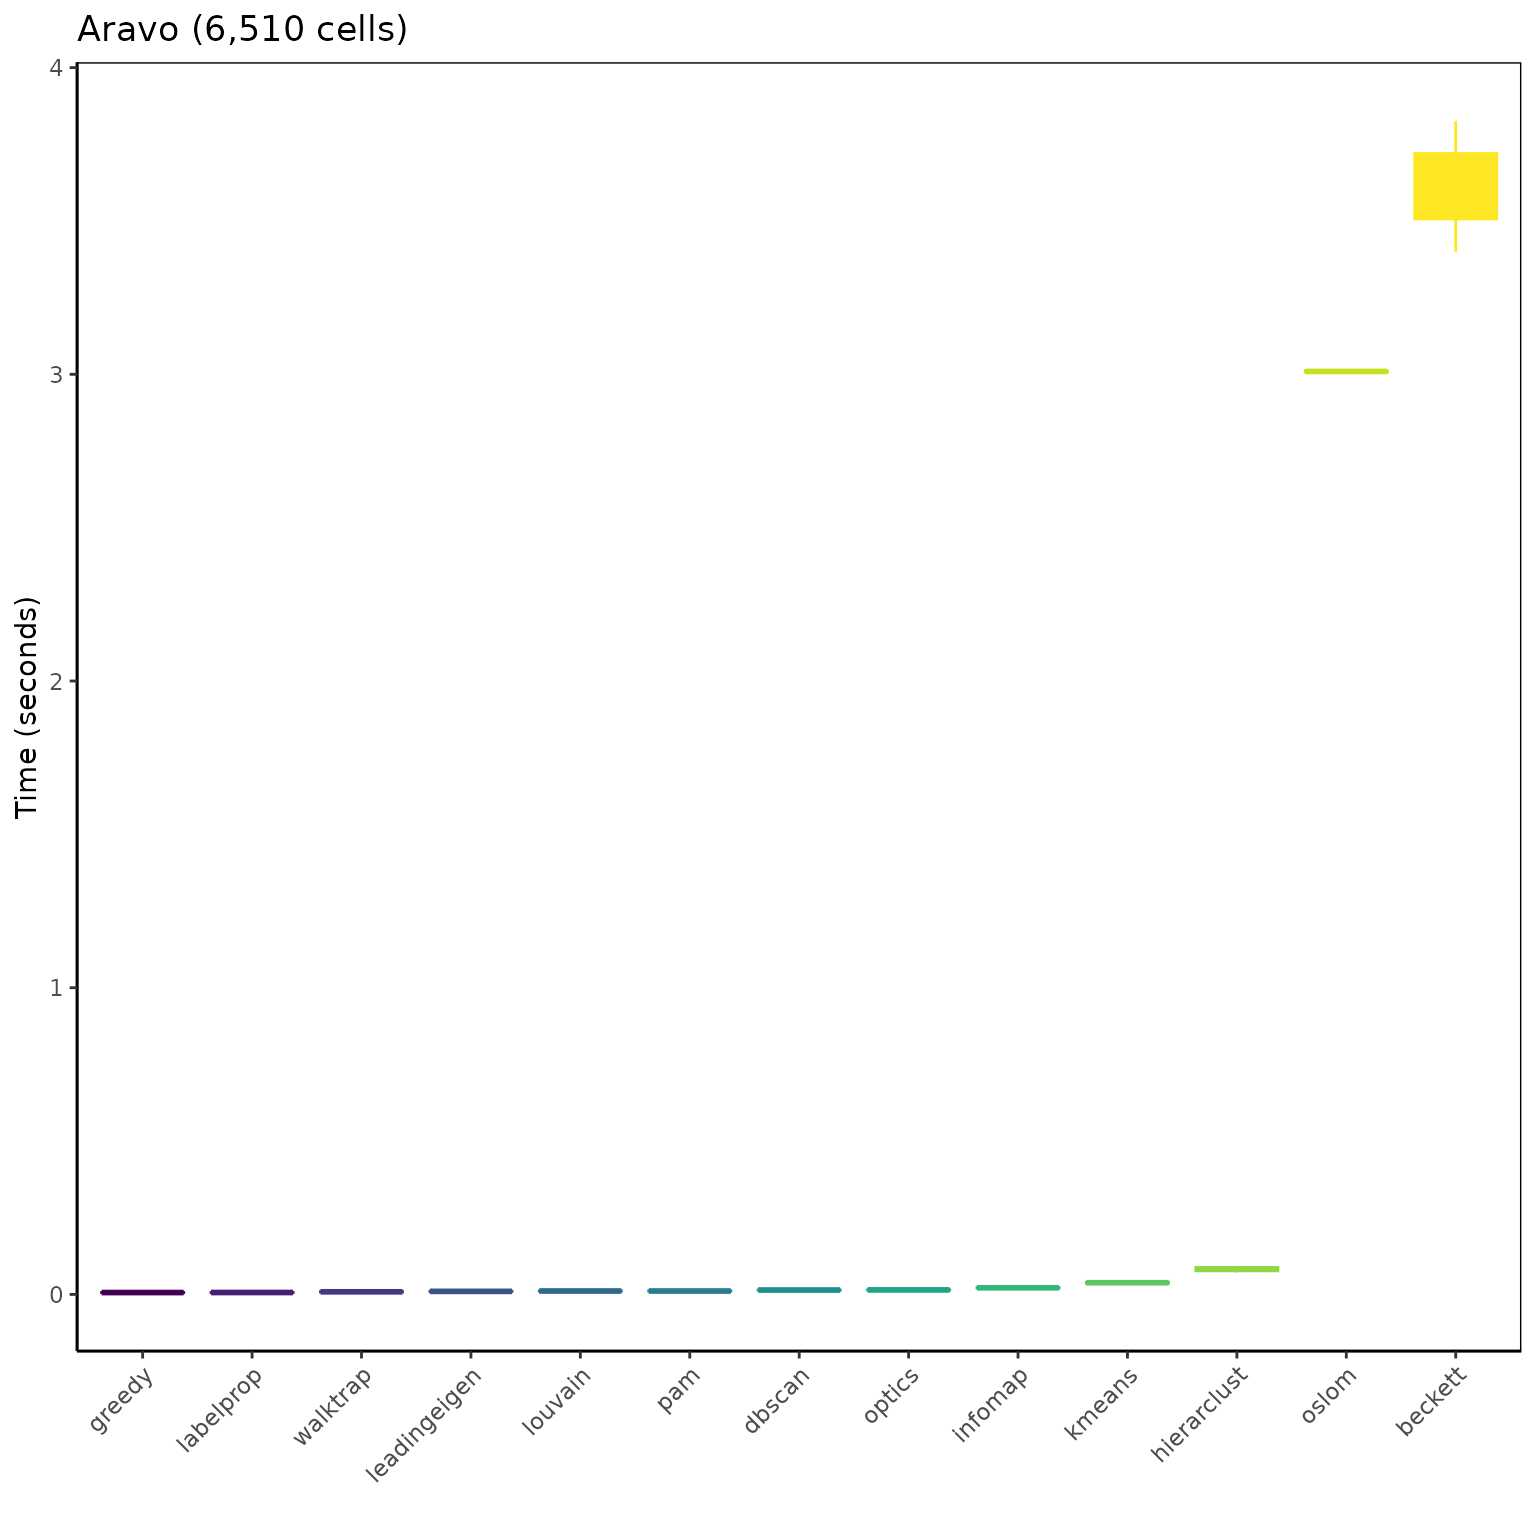 Aravo (6,510 cells)
Time (seconds)
4
3
2
1
0
greedy
labelprop
walktrap
leadingeigen
louvain
pam
dbscan
optics
infomap
kmeans
hierarclust
oslom
beckett